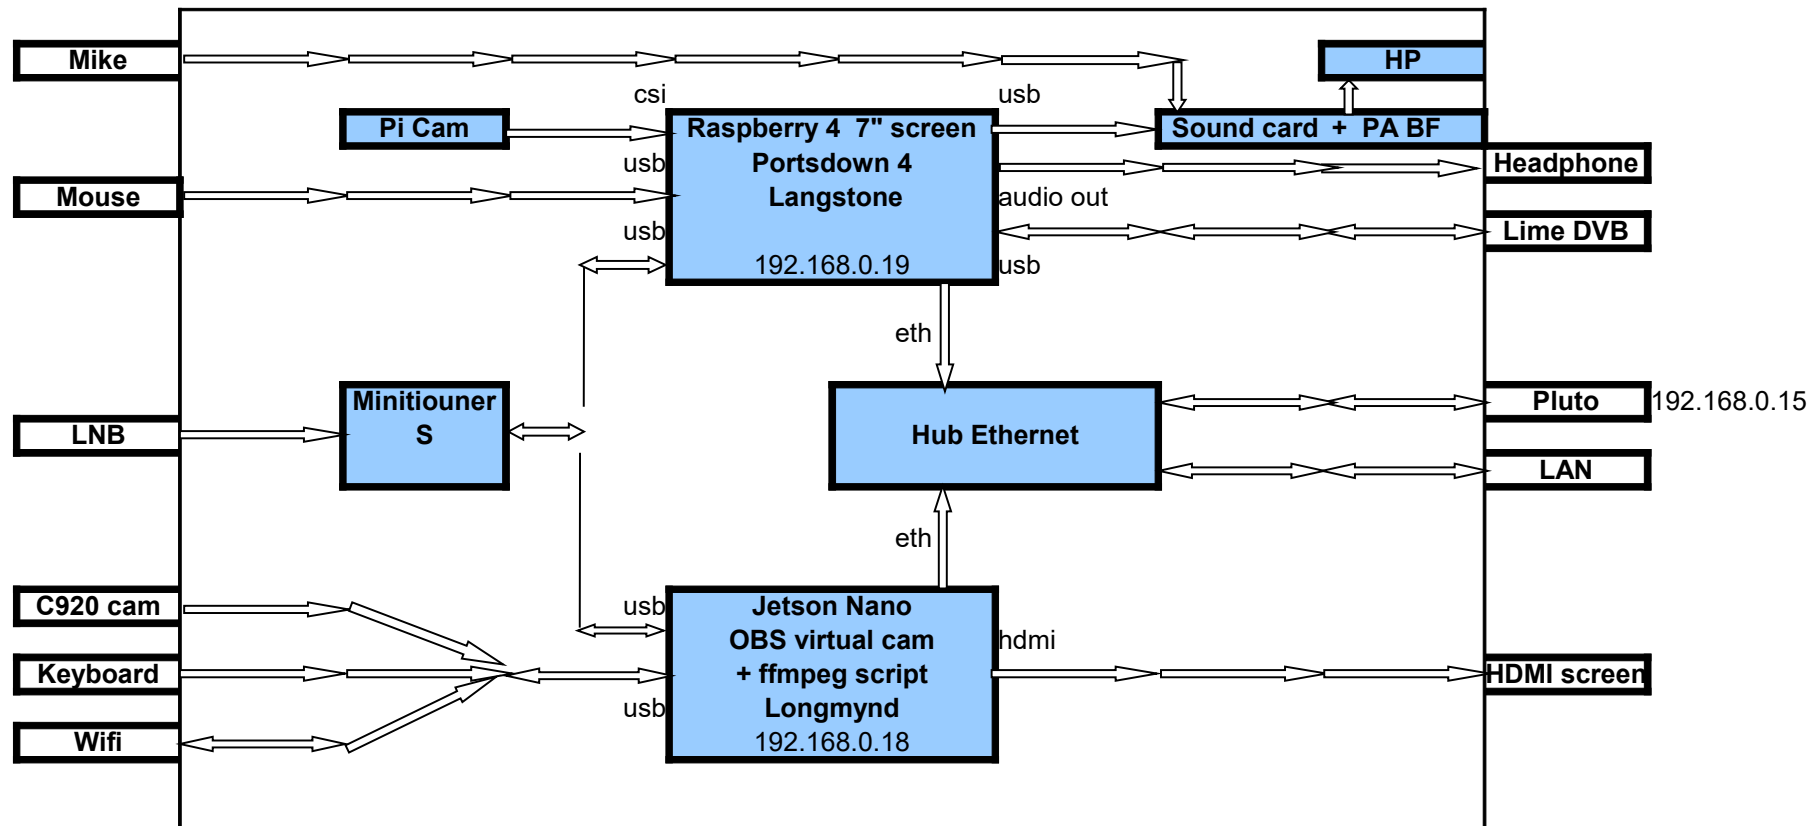 Mike
HP
csi
usb
Pi Cam
Raspberry 4 7" screen
Sound card + PA BF
usb
Portsdown 4
Headphone
Mouse
Langstone
audio out
usb
Lime DVB
192.168.0.19
usb
eth
Minitiouner
S
Pluto
192.168.0.15
LNB
Hub Ethernet
LAN
eth
C920 cam
usb
Jetson Nano
OBS virtual cam
hdmi
Keyboard
+ ffmpeg script
HDMI screen
usb
Longmynd
Wifi
192.168.0.18